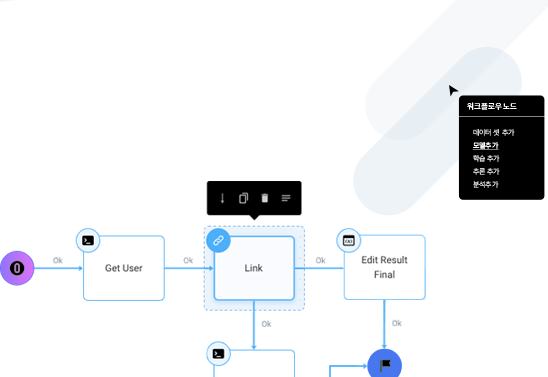 워크플로우 노드
데이터 셋 추가
모델추가
학습 추가
추론 추가
분석추가
Ok
Get User
Ok
Link
Ok
Edit Result
Final
Ok
Ok